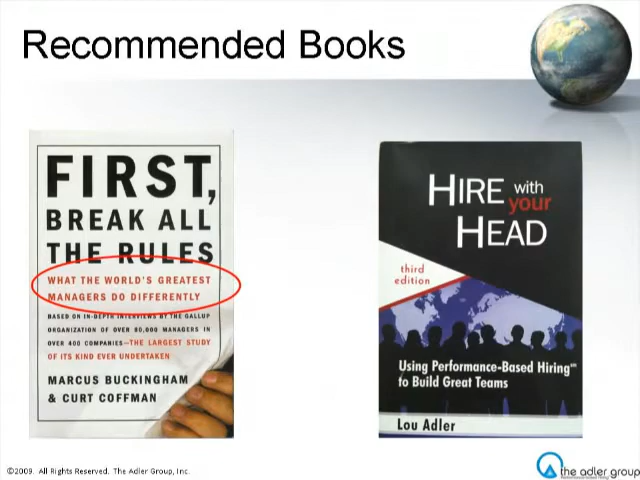 Recommended Books
FIRST,
BREAK ALL
THE RULES
WHAT THE WORLD'S GREATEST
MANAGERS DO DIFFERENTLY
BASED ON IN-DEPTH INTERVIEWS BY THE GALLUP
ORGANIZATION OF OVER 80,000 MANAGERS IN
OVER 400 COMPANIES—THE LARGEST STUDY
OF ITS KIND EVER UNDERTAKEN
MARCUS BUCKINGHAM
& CURT COFFMAN
HIRE with
your
HEAD
third
edition
Using Performance-Based Hiring℠
to Build Great Teams
Lou Adler
©2009. All Rights Reserved. The Adler Group, Inc.
the adler group